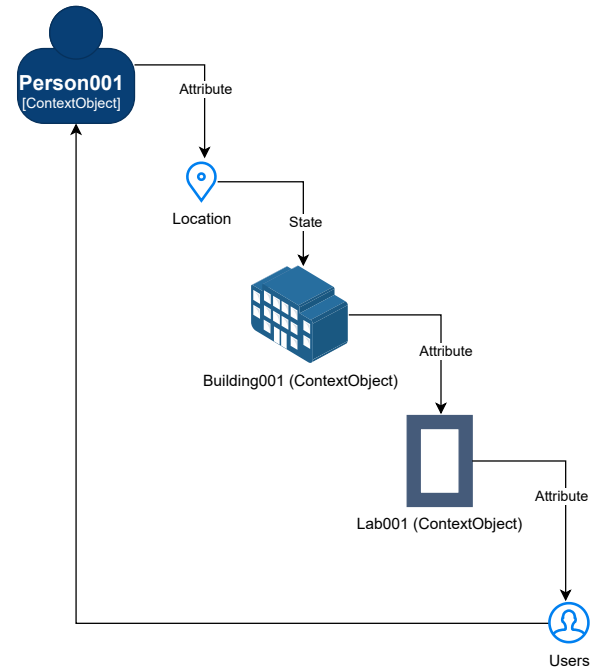 Person001
[ContextObject]
Attribute
Location
State
Building001 (ContextObject)
Attribute
Lab001 (ContextObject)
Attribute
Users